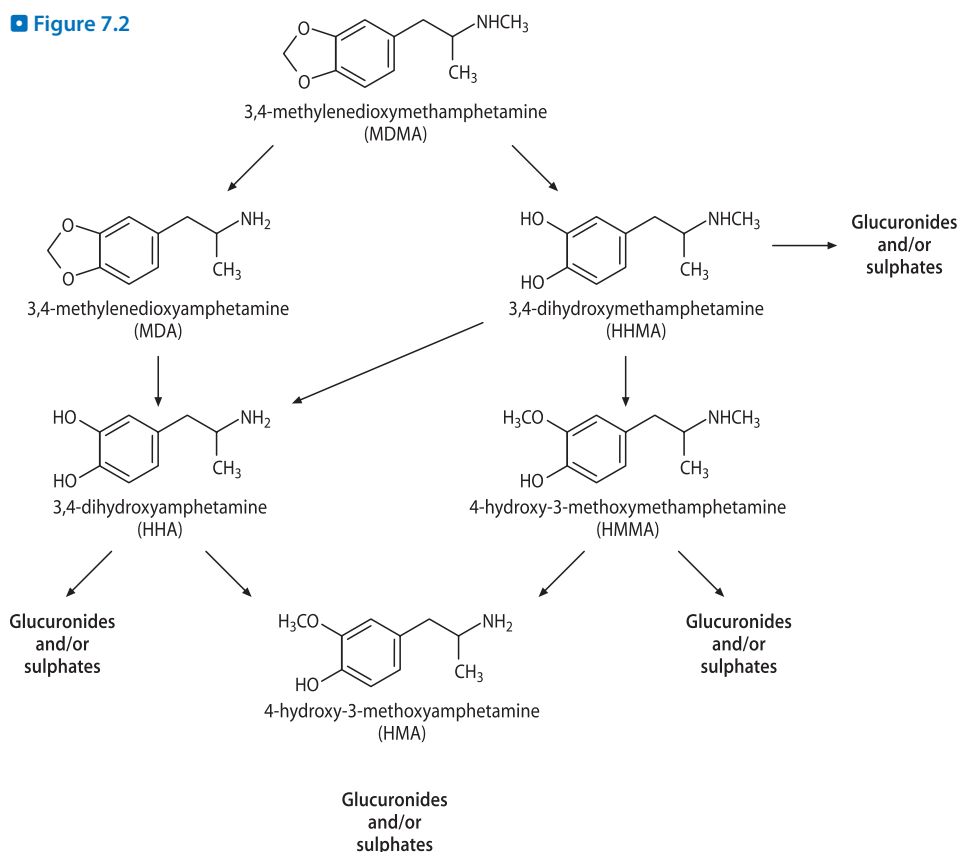 Figure 7.2
O
O
NHCH₃
CH₃
3,4-methylenedioxymethamphetamine
(MDMA)
O
O
NH₂
CH₃
3,4-methylenedioxyamphetamine
(MDA)
HO
HO
NHCH₃
CH₃
3,4-dihydroxymethamphetamine
(HHMA)
Glucuronides
and/or
sulphates
HO
HO
NH₂
CH₃
3,4-dihydroxyamphetamine
(HHA)
H₃CO
HO
NHCH₃
CH₃
4-hydroxy-3-methoxymethamphetamine
(HMMA)
Glucuronides
and/or
sulphates
H₃CO
HO
NH₂
CH₃
4-hydroxy-3-methoxyamphetamine
(HMA)
Glucuronides
and/or
sulphates
Glucuronides
and/or
sulphates